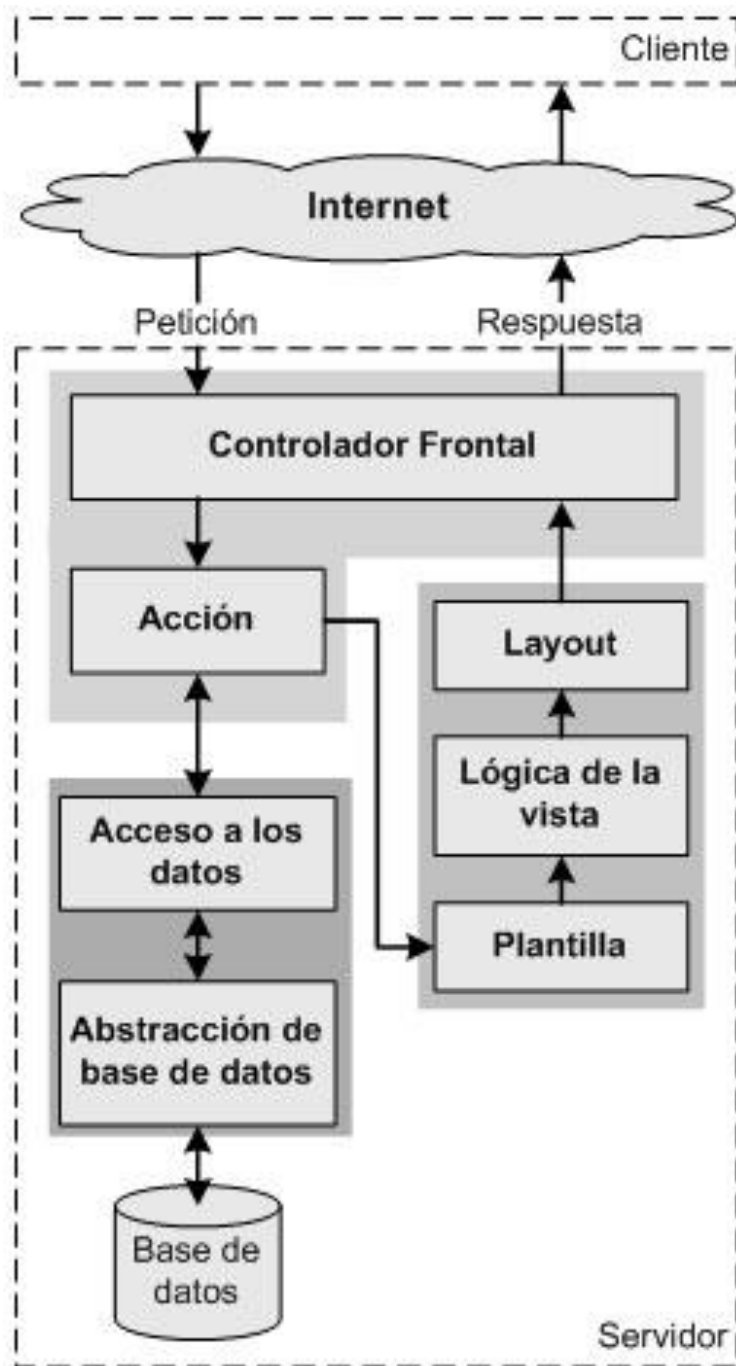 Cliente
Internet
Petición
Respuesta
Controlador Frontal
Acción
Layout
Lógica de la
vista
Acceso a los
datos
Plantilla
Abstracción de
base de datos
Base de
datos
Servidor